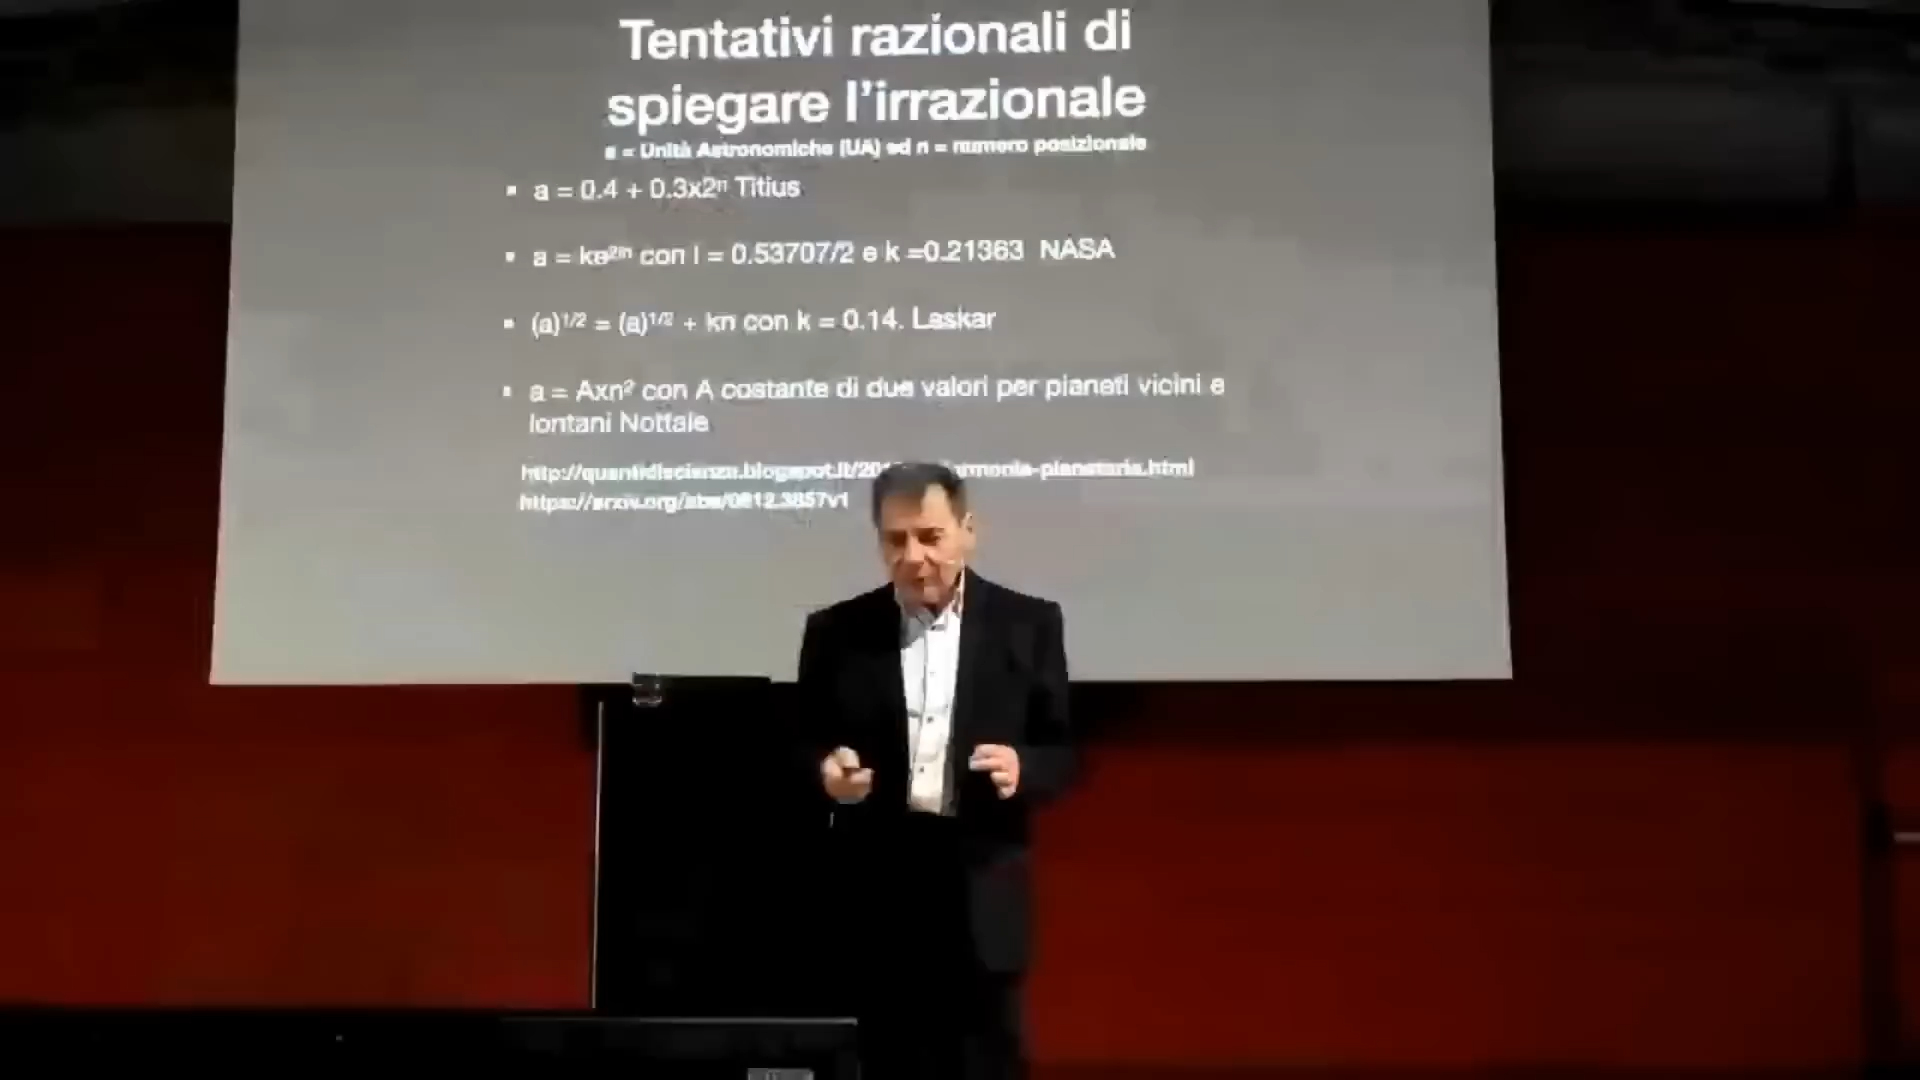 Tentativi razionali di
spiegare l'irrazionale
a = Unità Astronomiche (UA) ed n = numero posizionale
▪ a = 0.4 + 0.3x2ⁿ Titius
▪ a = ke²ˡⁿ con l = 0.53707/2 e k =0.21363 NASA
▪ (a)¹/² = (a)¹/² + kn con k = 0.14. Laskar
▪ a = Axn² con A costante di due valori per pianeti vicini e
lontani Nottale
http://quantidiscienza.blogspot.it/20 armonia-planetaria.html
https://arxiv.org/abs/0812.3857v1